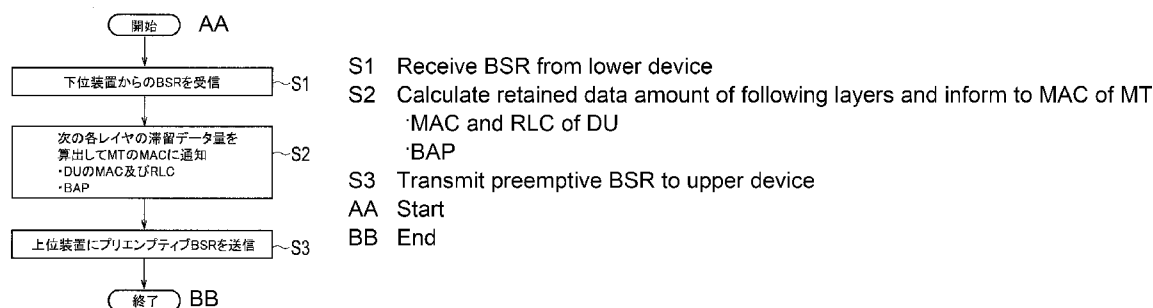 開始 AA
下位装置からのBSRを受信 S1
次の各レイヤの滞留データ量を
算出してMTのMACに通知
・DUのMAC及びRLC
・BAP
S2
上位装置にプリエンプティブBSRを送信 S3
終了 BB
S1 Receive BSR from lower device
S2 Calculate retained data amount of following layers and inform to MAC of MT
·MAC and RLC of DU
·BAP
S3 Transmit preemptive BSR to upper device
AA Start
BB End